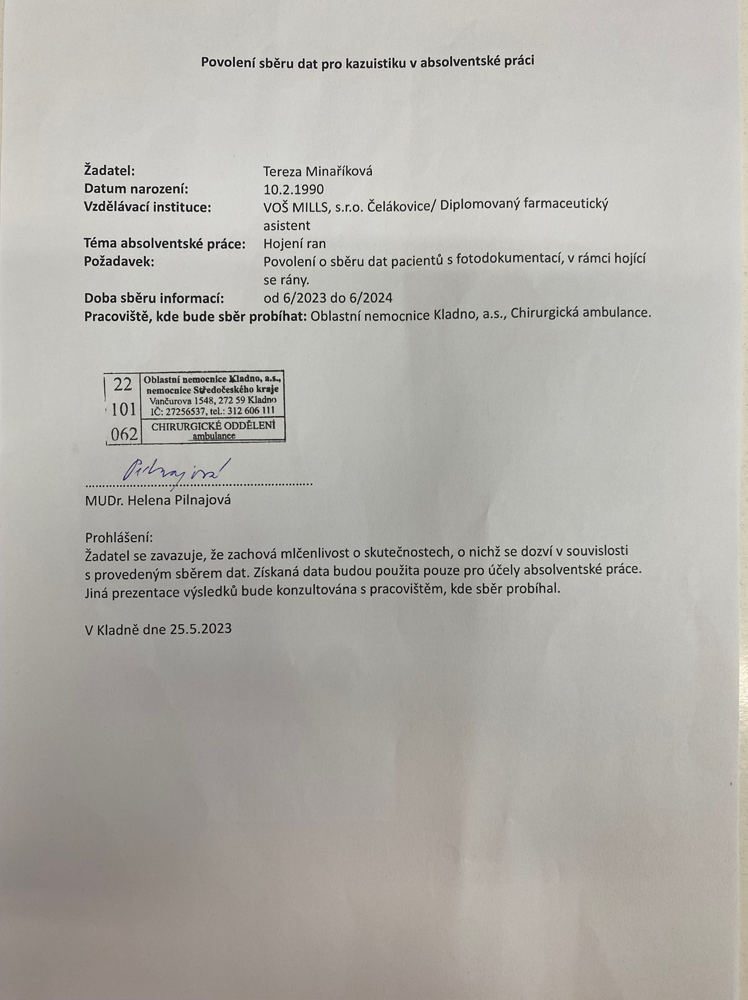 Povolení sběru dat pro kazuistiku v absolventské práci
Žadatel: Tereza Minaříková
Datum narození: 10.2.1990
Vzdělávací instituce: VOŠ MILLS, s.r.o. Čelákovice/ Diplomovaný farmaceutický
asistent
Téma absolventské práce: Hojení ran
Požadavek: Povolení o sběru dat pacientů s fotodokumentací, v rámci hojící
se rány.
Doba sběru informací: od 6/2023 do 6/2024
Pracoviště, kde bude sběr probíhat: Oblastní nemocnice Kladno, a.s., Chirurgická ambulance.
22
101
062
Oblastní nemocnice Kladno, a.s.,
nemocnice Středočeského kraje
Vančurova 1548, 272 59 Kladno
IČ: 27256537, tel.: 312 606 111
CHIRURGICKÉ ODDĚLENÍ
ambulance
Pilnajová
MUDr. Helena Pilnajová
Prohlášení:
Žadatel se zavazuje, že zachová mlčenlivost o skutečnostech, o nichž se dozví v souvislosti
s provedeným sběrem dat. Získaná data budou použita pouze pro účely absolventské práce.
Jiná prezentace výsledků bude konzultována s pracovištěm, kde sběr probíhal.
V Kladně dne 25.5.2023